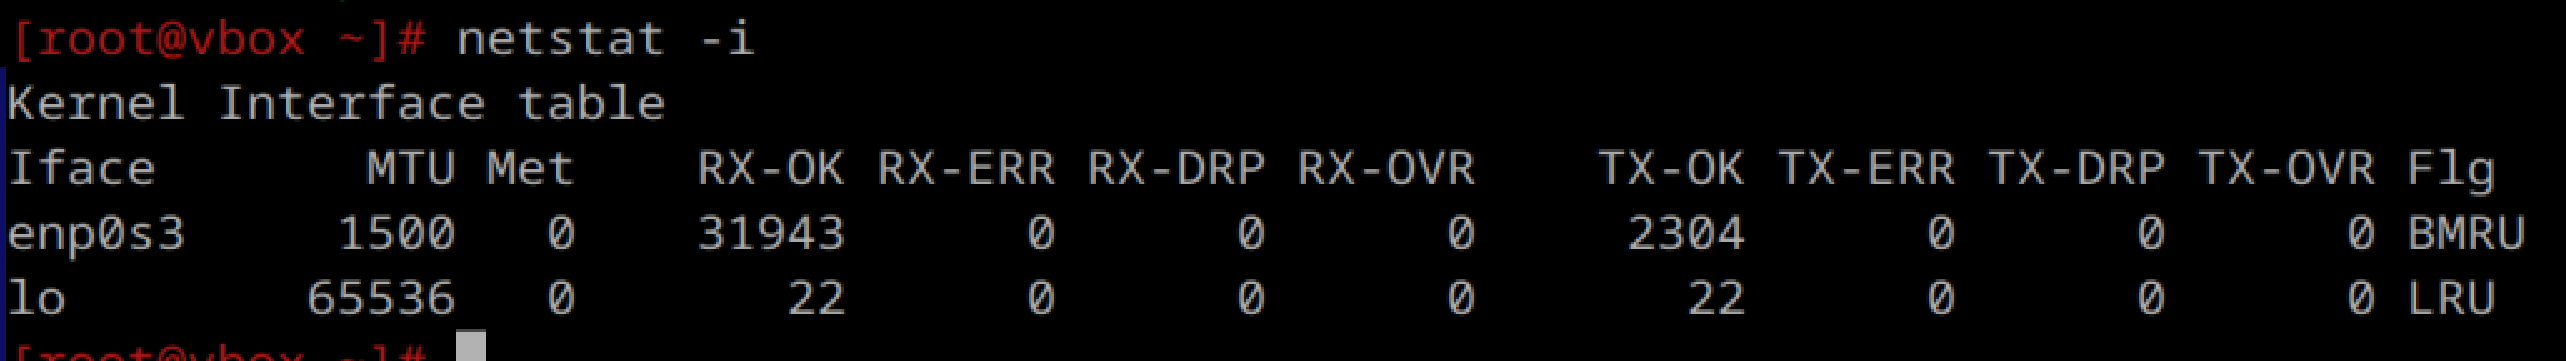 [root@vbox ~]# netstat -i
Kernel Interface table
Iface MTU Met RX-OK RX-ERR RX-DRP RX-OVR TX-OK TX-ERR TX-DRP TX-OVR Flg
enp0s3 1500 0 31943 0 0 0 2304 0 0 0 BMRU
lo 65536 0 22 0 0 0 22 0 0 0 LRU
[root@vbox ~]#